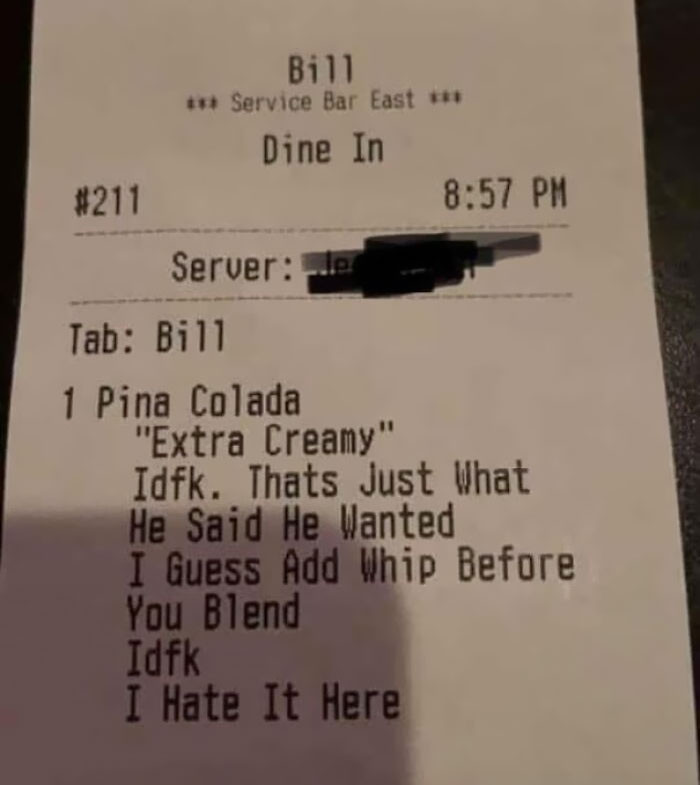 Bill
*** Service Bar East ***
Dine In
#211 8:57 PM
Server:
Tab: Bill
1 Pina Colada
"Extra Creamy"
Idfk. Thats Just What
He Said He Wanted
I Guess Add Whip Before
You Blend
Idfk
I Hate It Here